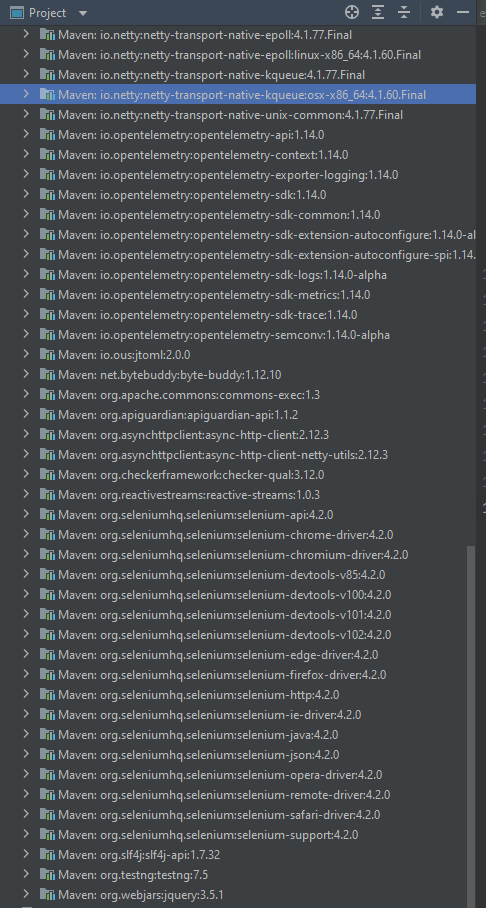 Project
Maven: io.netty:netty-transport-native-epoll:4.1.77.Final
Maven: io.netty:netty-transport-native-epoll:linux-x86_64:4.1.60.Final
Maven: io.netty:netty-transport-native-kqueue:4.1.77.Final
Maven: io.netty:netty-transport-native-kqueue:osx-x86_64:4.1.60.Final
Maven: io.netty:netty-transport-native-unix-common:4.1.77.Final
Maven: io.opentelemetry:opentelemetry-api:1.14.0
Maven: io.opentelemetry:opentelemetry-context:1.14.0
Maven: io.opentelemetry:opentelemetry-exporter-logging:1.14.0
Maven: io.opentelemetry:opentelemetry-sdk:1.14.0
Maven: io.opentelemetry:opentelemetry-sdk-common:1.14.0
Maven: io.opentelemetry:opentelemetry-sdk-extension-autoconfigure:1.14.0-al
Maven: io.opentelemetry:opentelemetry-sdk-extension-autoconfigure-spi:1.14.
Maven: io.opentelemetry:opentelemetry-sdk-logs:1.14.0-alpha
Maven: io.opentelemetry:opentelemetry-sdk-metrics:1.14.0
Maven: io.opentelemetry:opentelemetry-sdk-trace:1.14.0
Maven: io.opentelemetry:opentelemetry-semconv:1.14.0-alpha
Maven: io.ous:jtoml:2.0.0
Maven: net.bytebuddy:byte-buddy:1.12.10
Maven: org.apache.commons:commons-exec:1.3
Maven: org.apiguardian:apiguardian-api:1.1.2
Maven: org.asynchttpclient:async-http-client:2.12.3
Maven: org.asynchttpclient:async-http-client-netty-utils:2.12.3
Maven: org.checkerframework:checker-qual:3.12.0
Maven: org.reactivestreams:reactive-streams:1.0.3
Maven: org.seleniumhq.selenium:selenium-api:4.2.0
Maven: org.seleniumhq.selenium:selenium-chrome-driver:4.2.0
Maven: org.seleniumhq.selenium:selenium-chromium-driver:4.2.0
Maven: org.seleniumhq.selenium:selenium-devtools-v85:4.2.0
Maven: org.seleniumhq.selenium:selenium-devtools-v100:4.2.0
Maven: org.seleniumhq.selenium:selenium-devtools-v101:4.2.0
Maven: org.seleniumhq.selenium:selenium-devtools-v102:4.2.0
Maven: org.seleniumhq.selenium:selenium-edge-driver:4.2.0
Maven: org.seleniumhq.selenium:selenium-firefox-driver:4.2.0
Maven: org.seleniumhq.selenium:selenium-http:4.2.0
Maven: org.seleniumhq.selenium:selenium-ie-driver:4.2.0
Maven: org.seleniumhq.selenium:selenium-java:4.2.0
Maven: org.seleniumhq.selenium:selenium-json:4.2.0
Maven: org.seleniumhq.selenium:selenium-opera-driver:4.2.0
Maven: org.seleniumhq.selenium:selenium-remote-driver:4.2.0
Maven: org.seleniumhq.selenium:selenium-safari-driver:4.2.0
Maven: org.seleniumhq.selenium:selenium-support:4.2.0
Maven: org.slf4j:slf4j-api:1.7.32
Maven: org.testng:testng:7.5
Maven: org.webjars:jquery:3.5.1